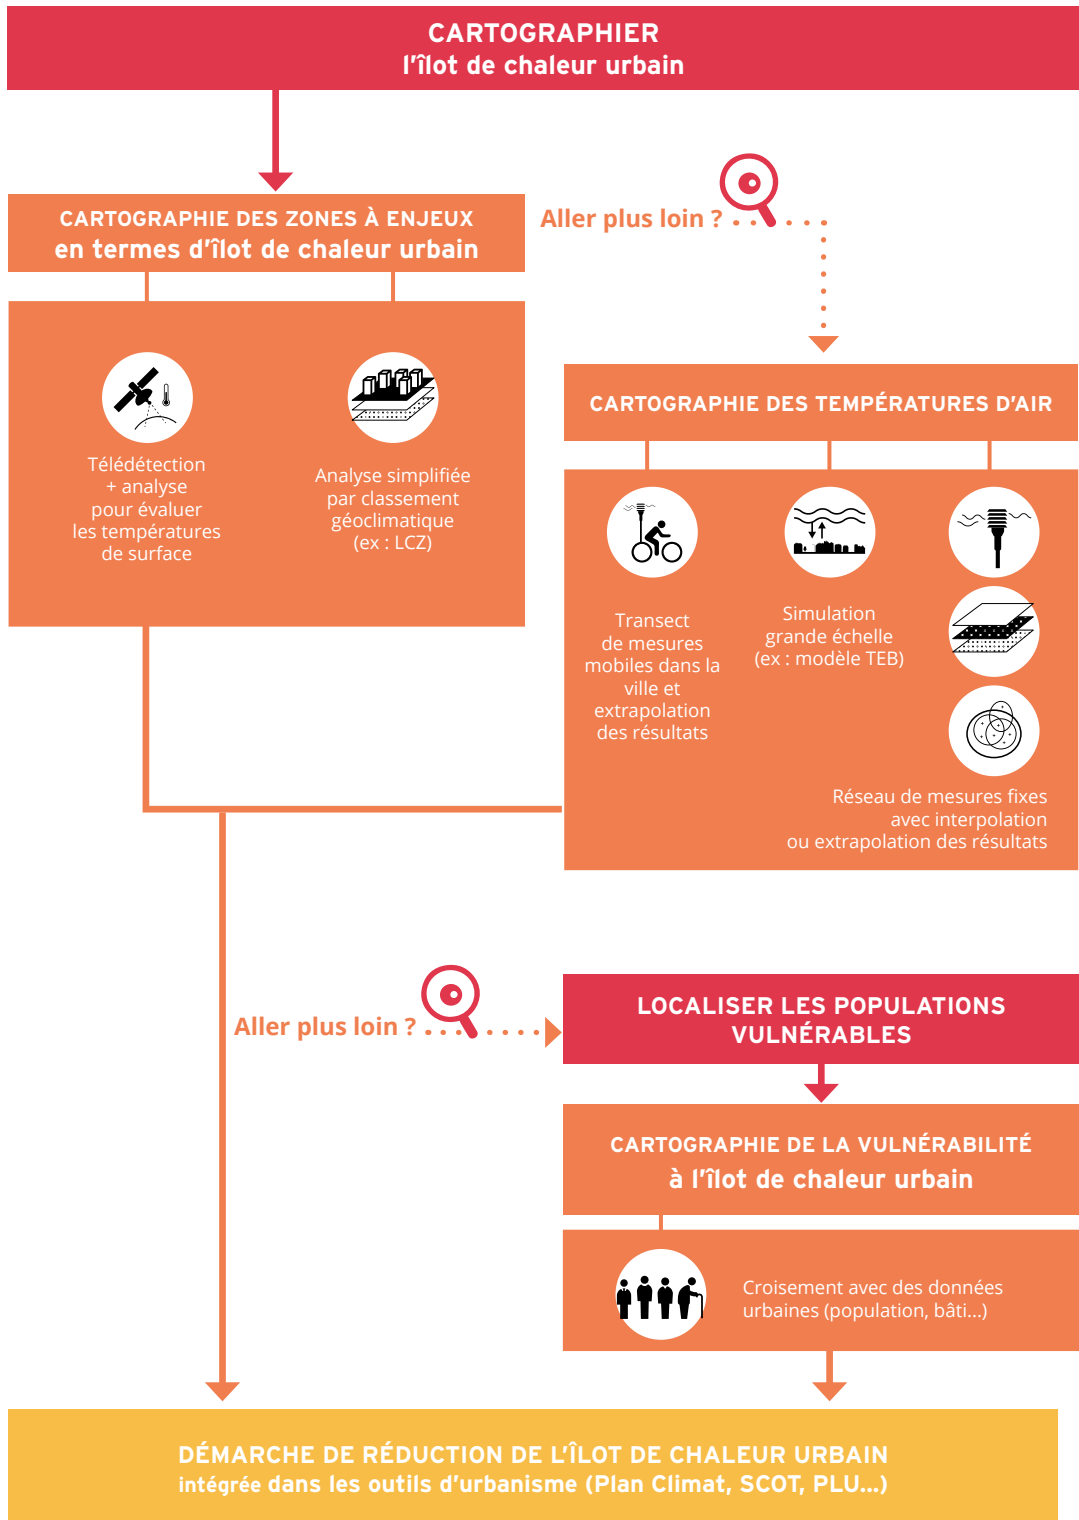 CARTOGRAPHIER
l'îlot de chaleur urbain
CARTOGRAPHIE DES ZONES À ENJEUX
en termes d'îlot de chaleur urbain
Télédétection
+ analyse
pour évaluer
les températures
de surface
Analyse simplifiée
par classement
géoclimatique
(ex : LCZ)
Aller plus loin ?
CARTOGRAPHIE DES TEMPÉRATURES D'AIR
Transect
de mesures
mobiles dans la
ville et
extrapolation
des résultats
Simulation
grande échelle
(ex : modèle TEB)
Réseau de mesures fixes
avec interpolation
ou extrapolation des résultats
Aller plus loin ?
LOCALISER LES POPULATIONS
VULNÉRABLES
CARTOGRAPHIE DE LA VULNÉRABILITÉ
à l'îlot de chaleur urbain
Croisement avec des données
urbaines (population, bâti...)
DÉMARCHE DE RÉDUCTION DE L'ÎLOT DE CHALEUR URBAIN
intégrée dans les outils d'urbanisme (Plan Climat, SCOT, PLU...)